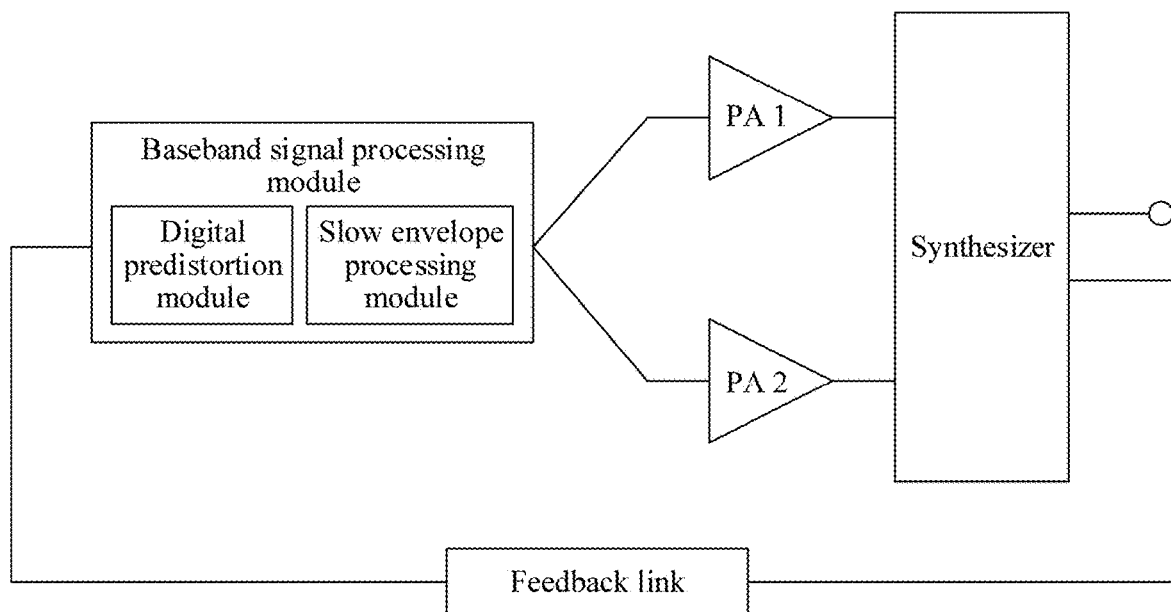 Baseband signal processing
module
Digital
predistortion
module
Slow envelope
processing
module
PA 1
PA 2
Synthesizer
Feedback link